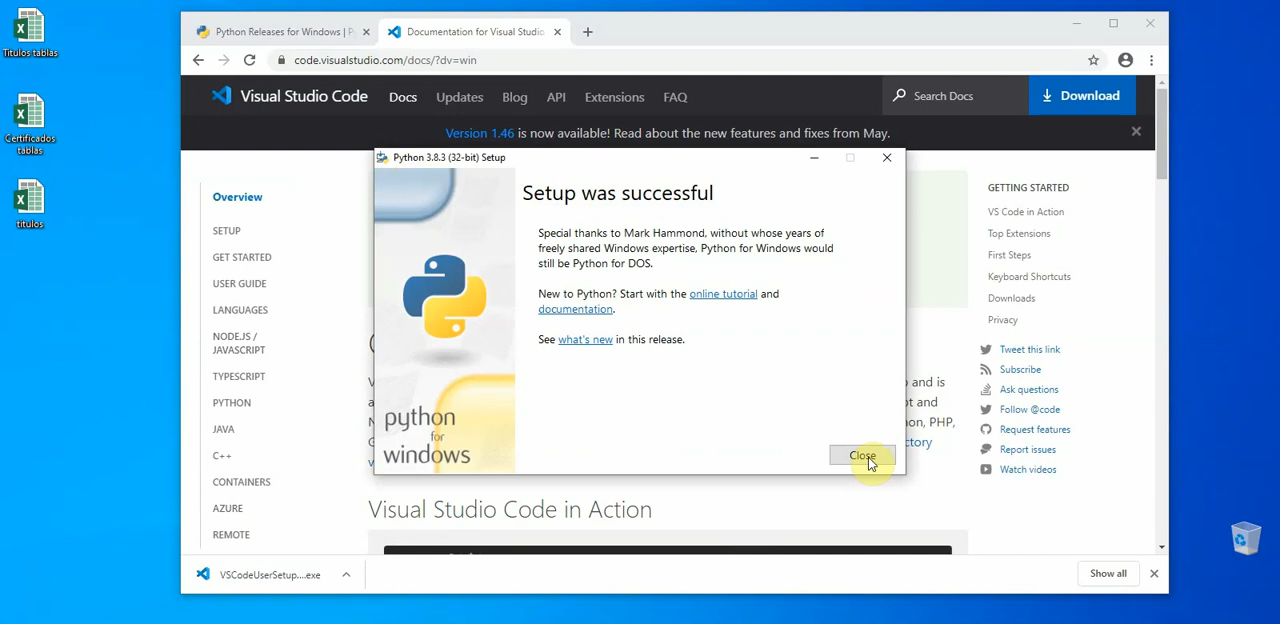 Titulos tablas
Certificados
tablas
titulos
Python Releases for Windows | P
Documentation for Visual Studio
code.visualstudio.com/docs/?dv=win
Visual Studio Code
Docs
Updates
Blog
API
Extensions
FAQ
Search Docs
Download
Version 1.46 is now available! Read about the new features and fixes from May.
Overview
SETUP
GET STARTED
USER GUIDE
LANGUAGES
NODE.JS /
JAVASCRIPT
TYPESCRIPT
PYTHON
JAVA
C++
CONTAINERS
AZURE
REMOTE
Python 3.8.3 (32-bit) Setup
Setup was successful
Special thanks to Mark Hammond, without whose years of
freely shared Windows expertise, Python for Windows would
still be Python for DOS.
New to Python? Start with the online tutorial and
documentation.
See what's new in this release.
python
for
windows
Close
and is
t and
on, PHP,
ctory
Visual Studio Code in Action
GETTING STARTED
VS Code in Action
Top Extensions
First Steps
Keyboard Shortcuts
Downloads
Privacy
Tweet this link
Subscribe
Ask questions
Follow @code
Request features
Report issues
Watch videos
VSCodeUserSetup....exe
Show all